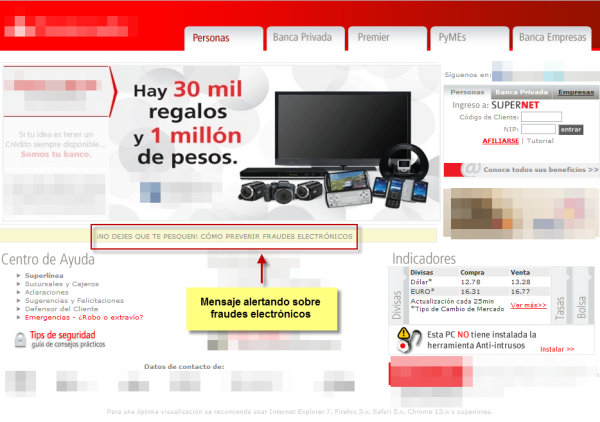 Personas
Banca Privada
Premier
PyMEs
Banca Empresas
Síguenos en:
Hay 30 mil
regalos
y 1 millón
de pesos.
Si tu idea es tener un
Crédito siempre disponible...
Somos tu banco.
Personas
Banca Privada
Empresas
Ingreso a: SUPERNET
Código de Cliente:
NIP:
entrar
AFILIARSE | Tutorial
@ Conoce todos sus beneficios >>
¡NO DEJES QUE TE PESQUEN! CÓMO PREVENIR FRAUDES ELECTRÓNICOS
Centro de Ayuda
Superlínea
Sucursales y Cajeros
Aclaraciones
Sugerencias y Felicitaciones
Defensor del Cliente
Emergencias - ¿Robo o extravío?
Tips de seguridad
guía de consejos prácticos
Mensaje alertando sobre
fraudes electrónicos
Indicadores
Divisas
Divisas Compra Venta
Dólar* 12.78 13.28
EURO* 16.31 16.77
Actualización cada 25min
*Tipo de Cambio de Mercado
Ver más>>
Tasas
Bolsa
Esta PC NO tiene instalada la
herramienta Anti-intrusos
Instalar >>
Datos de contacto de:
Para una óptima visualización se recomienda usar Internet Explorer 7, Firefox 3.x, Safari 5.x, Chrome 13.x o superiores.